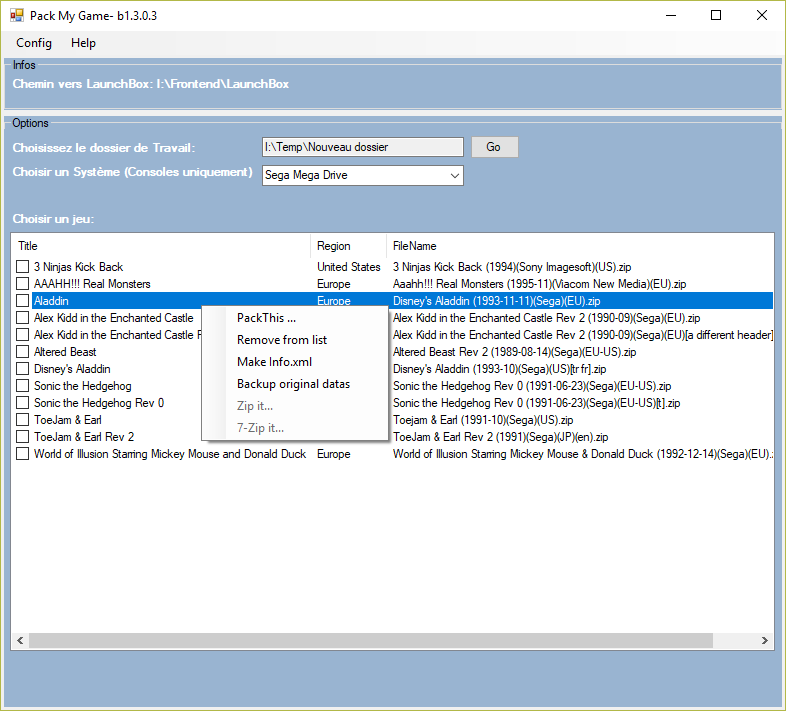 Pack My Game- b1.3.0.3
Config Help
Infos
Chemin vers LaunchBox: I:\Frontend\LaunchBox
Options
Choisissez le dossier de Travail: I:\Temp\Nouveau dossier Go
Choisir un Système (Consoles uniquement) Sega Mega Drive
Choisir un jeu:
Title Region FileName
3 Ninjas Kick Back United States 3 Ninjas Kick Back (1994)(Sony Imagesoft)(US).zip
AAAHH!!! Real Monsters Europe Aaahh!!! Real Monsters (1995-11)(Viacom New Media)(EU).zip
Aladdin Europe Disney's Aladdin (1993-11-11)(Sega)(EU).zip
Alex Kidd in the Enchanted Castle Alex Kidd in the Enchanted Castle Rev 2 (1990-09)(Sega)(EU).zip
Alex Kidd in the Enchanted Castle Alex Kidd in the Enchanted Castle Rev 2 (1990-09)(Sega)(EU)[a different header]
Altered Beast Altered Beast Rev 2 (1989-08-14)(Sega)(EU-US).zip
Disney's Aladdin Disney's Aladdin (1993-10)(Sega)(US)[tr fr].zip
Sonic the Hedgehog Sonic the Hedgehog Rev 0 (1991-06-23)(Sega)(EU-US).zip
Sonic the Hedgehog Rev 0 Sonic the Hedgehog Rev 0 (1991-06-23)(Sega)(EU-US)[t].zip
ToeJam & Earl Toejam & Earl (1991-10)(Sega)(US).zip
ToeJam & Earl Rev 2 ToeJam & Earl Rev 2 (1991)(Sega)(JP)(en).zip
World of Illusion Starring Mickey Mouse and Donald Duck Europe World of Illusion Starring Mickey Mouse & Donald Duck (1992-12-14)(Sega)(EU).
PackThis ...
Remove from list
Make Info.xml
Backup original datas
Zip it...
7-Zip it...